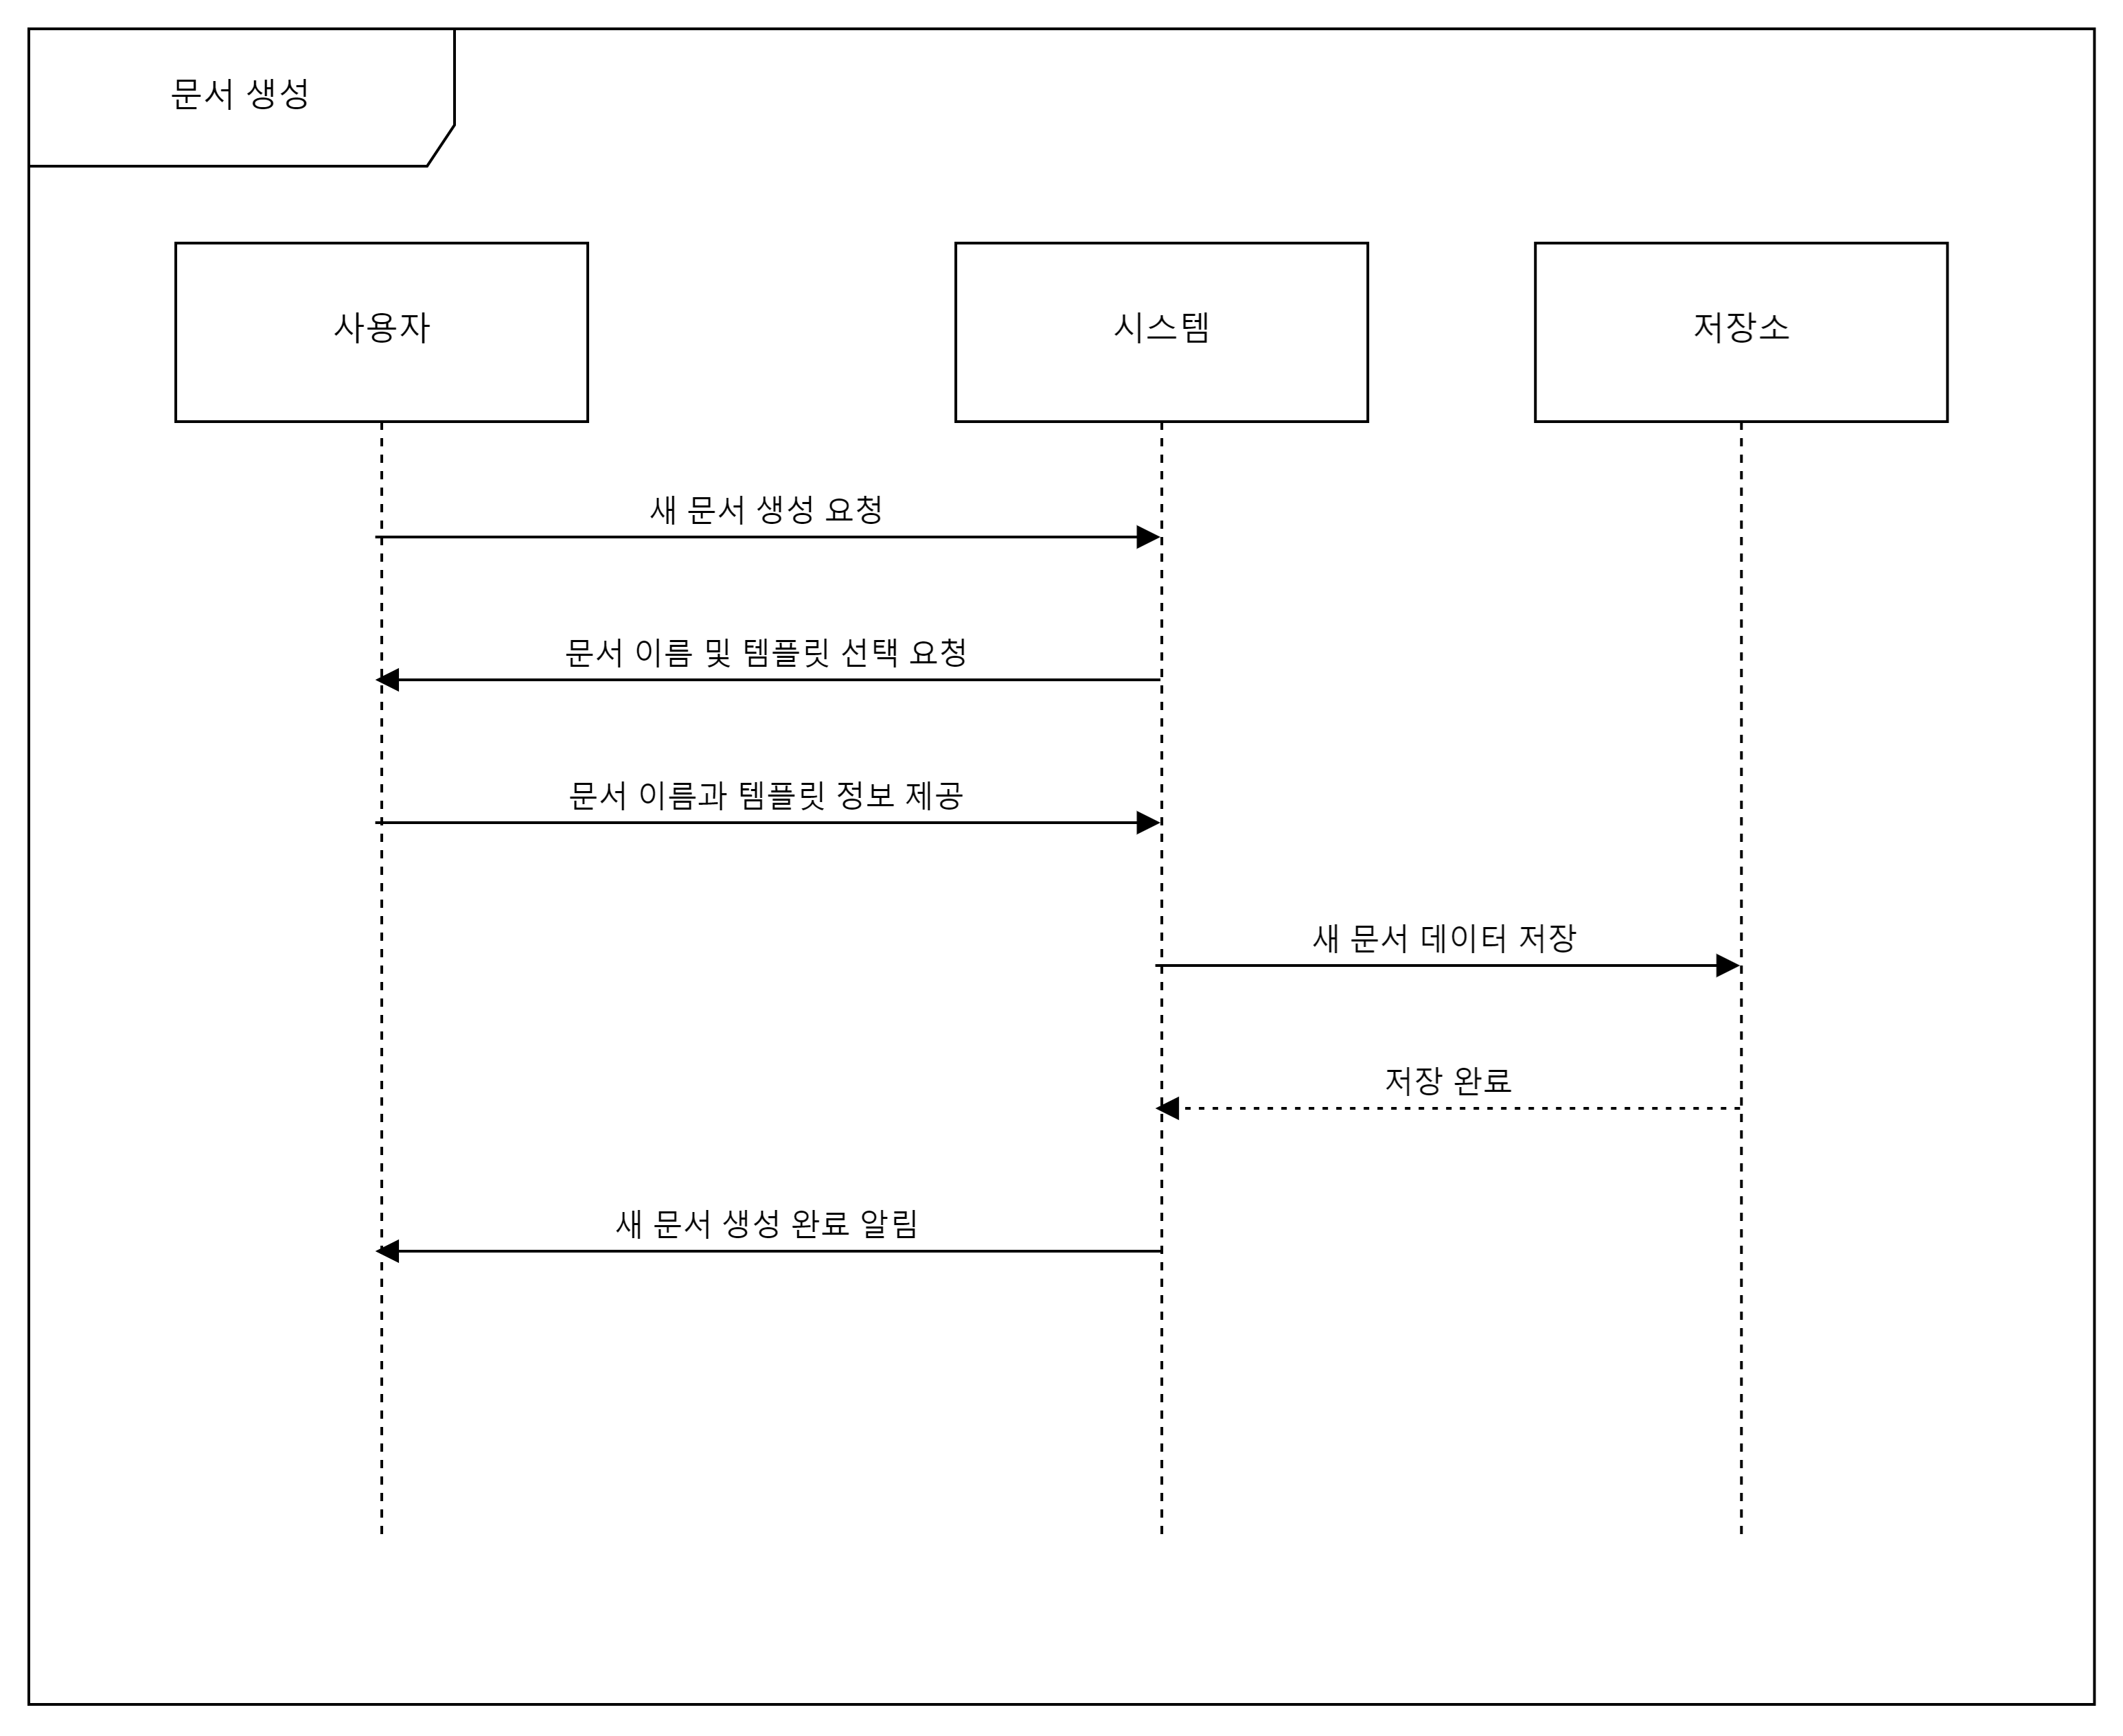 문서 생성
사용자
시스템
저장소
새 문서 생성 요청
문서 이름 및 템플릿 선택 요청
문서 이름과 템플릿 정보 제공
새 문서 데이터 저장
저장 완료
새 문서 생성 완료 알림